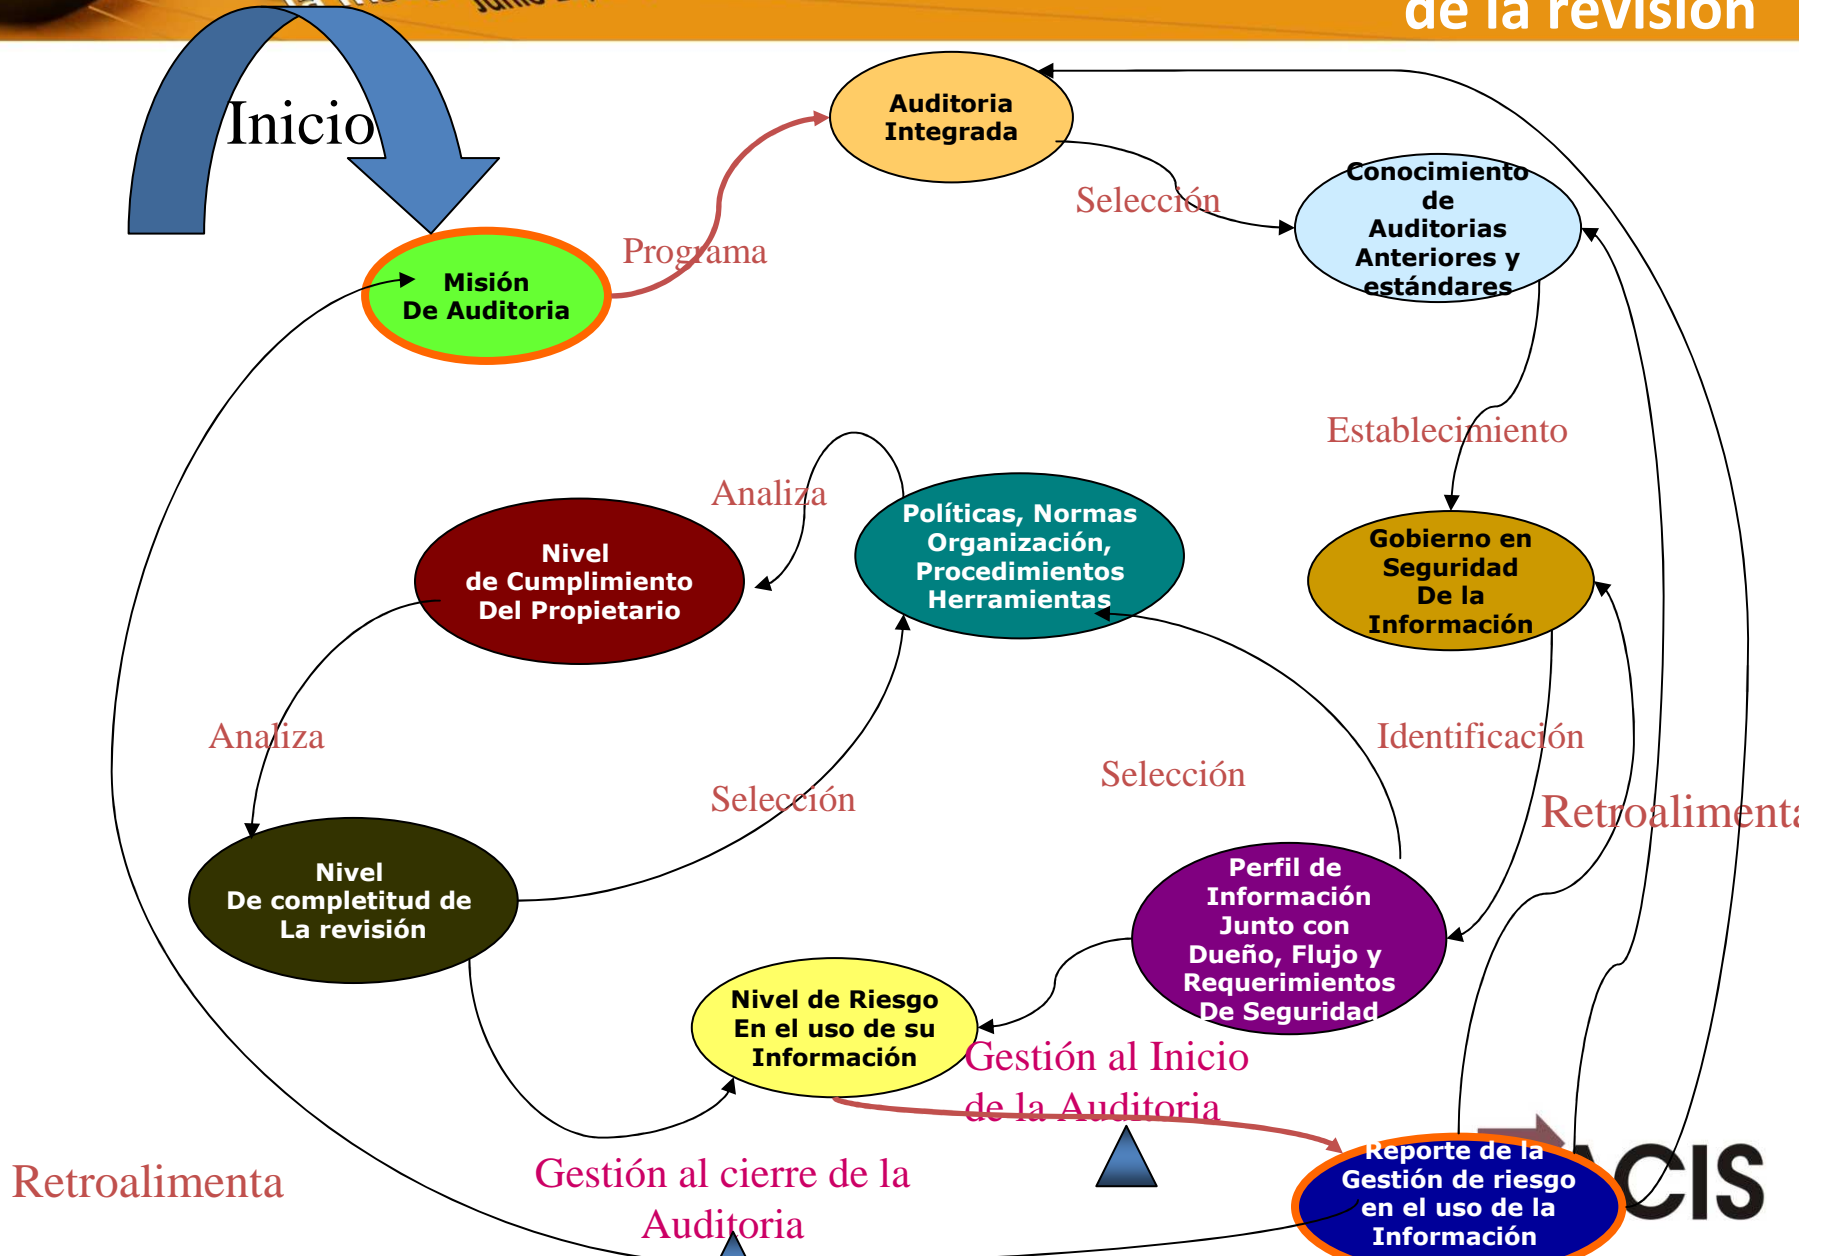 de la revisión
Inicio
Auditoria
Integrada
Conocimiento
de
Auditorias
Anteriores y
estándares
Selección
Programa
Misión
De Auditoria
Establecimiento
Analiza
Políticas, Normas
Organización,
Procedimientos
Herramientas
Gobierno en
Seguridad
De la
Información
Nivel
de Cumplimiento
Del Propietario
Analiza
Identificación
Selección
Selección
Retroalimenta
Nivel
De completitud de
La revisión
Perfil de
Información
Junto con
Dueño, Flujo y
Requerimientos
De Seguridad
Nivel de Riesgo
En el uso de su
Información
Gestión al Inicio
de la Auditoria
Retroalimenta
Gestión al cierre de la
Auditoria
Reporte de la
Gestión de riesgo
en el uso de la
Información
ACIS